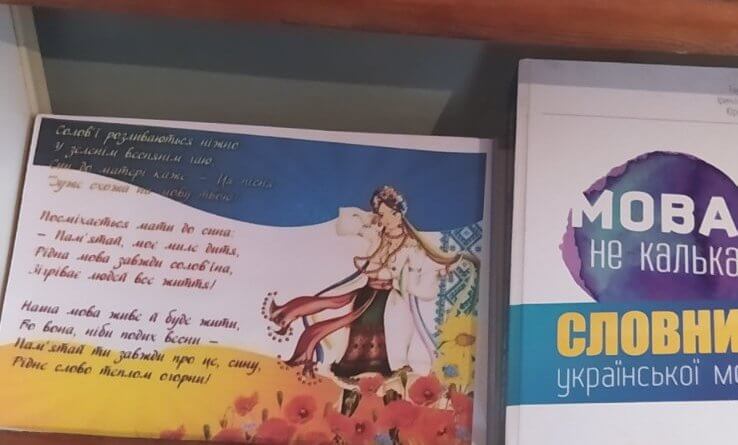 Солов'ї розливаються ніжно
у зеленім весняним гаю,
Син до матері каже – Ця пісня
Дуже схожа на мову твою!
Посміхається мати до сина:
– Пам'ятай, моє миле дитя,
Рідна мова завжди солов'їна,
Й зігріває людей все життя!
Наша мова живе й буде жити,
Бо вона, ніби подих весни –
Пам'ятай ти завжди про це, сину,
Рідне слово теплом огорни!
МОВА
не калька
СЛОВНИ
української мо